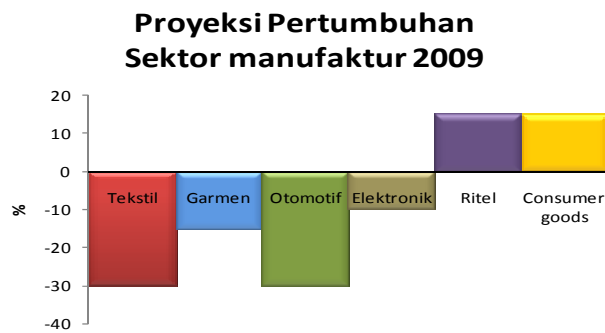 Proyeksi Pertumbuhan
Sektor manufaktur 2009
20
10
0
-10
-20
-30
-40
%
Tekstil
Garmen
Otomotif
Elektronik
Ritel
Consumer
goods